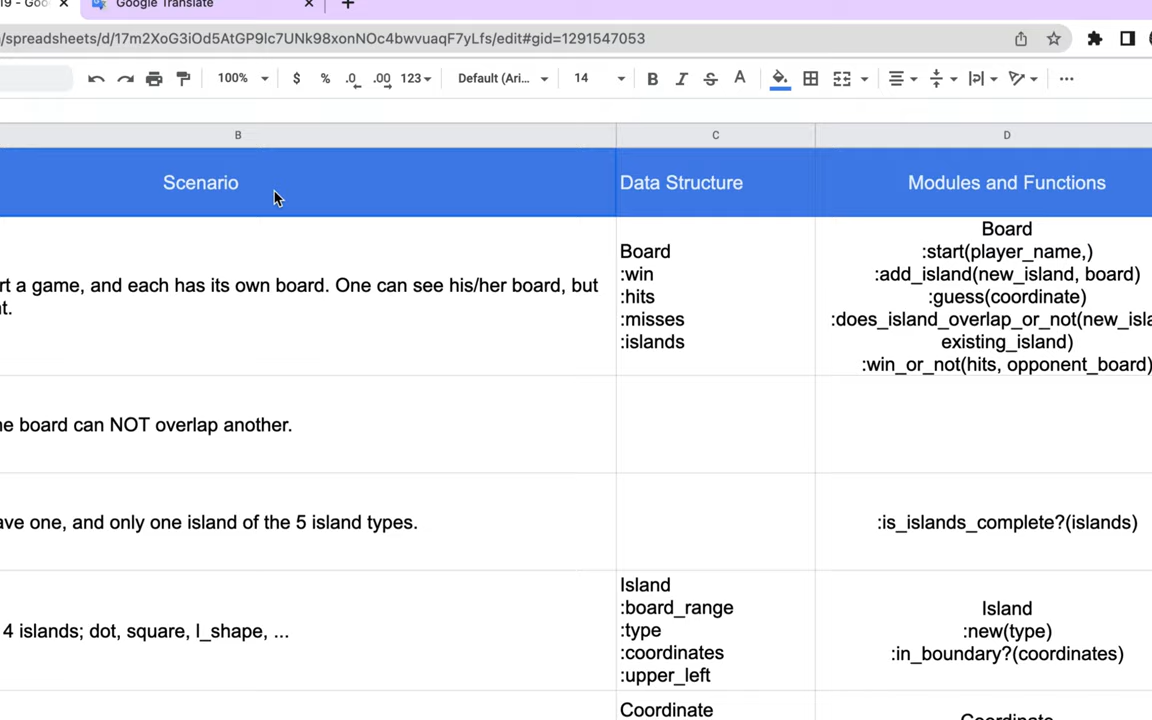 19 - Goo
Google Translate
/spreadsheets/d/17m2XoG3iOd5AtGP9lc7UNk98xonNOc4bwvuaqF7yLfs/edit#gid=1291547053
100% $ % .0 .00 123 Default (Ari... 14 B I S A
B C D
Scenario Data Structure Modules and Functions
rt a game, and each has its own board. One can see his/her board, but
nt.
Board
:win
:hits
:misses
:islands
Board
:start(player_name,)
:add_island(new_island, board)
:guess(coordinate)
:does_island_overlap_or_not(new_isla
existing_island)
:win_or_not(hits, opponent_board)
ne board can NOT overlap another.
ave one, and only one island of the 5 island types.
:is_islands_complete?(islands)
4 islands; dot, square, l_shape, ...
Island
:board_range
:type
:coordinates
:upper_left
Island
:new(type)
:in_boundary?(coordinates)
Coordinate
Coordinate